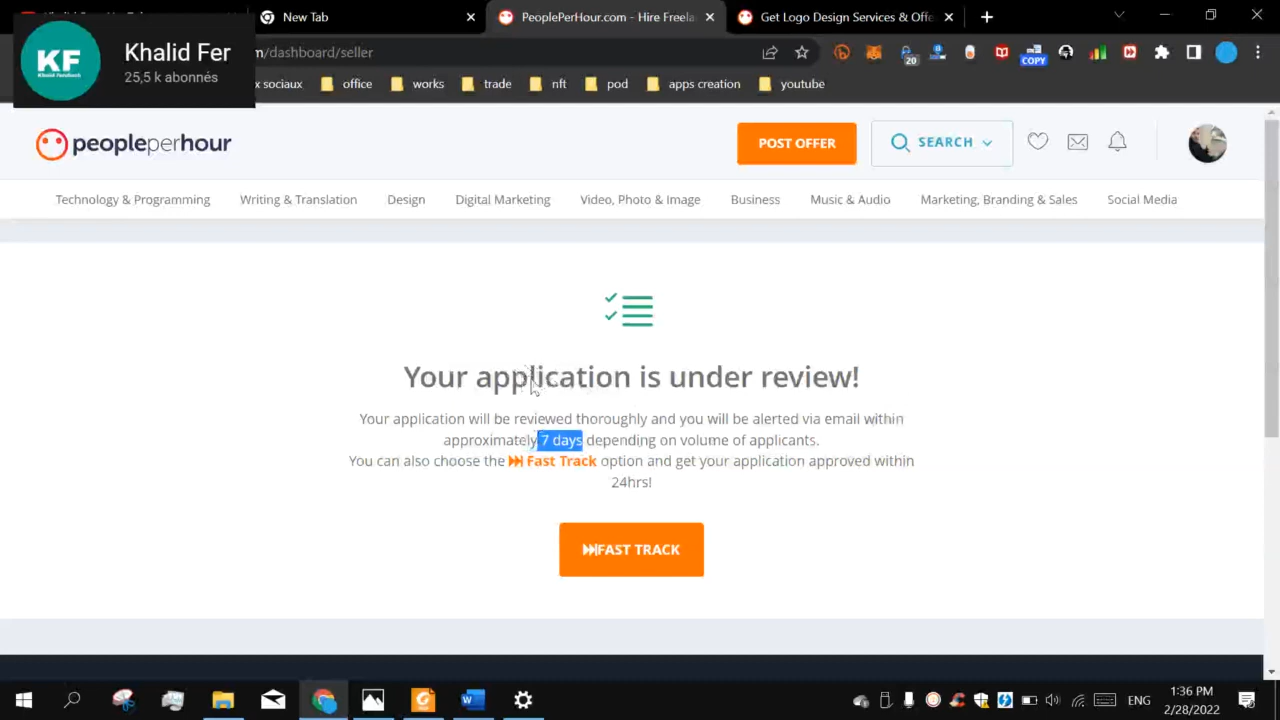 New Tab
PeoplePerHour.com - Hire Freela
Get Logo Design Services & Offe
KF
Khalid Fer
25,5 k abonnés
m/dashboard/seller
20
COPY
x sociaux
office
works
trade
nft
pod
apps creation
youtube
peopleperhour
POST OFFER
SEARCH
Technology & Programming
Writing & Translation
Design
Digital Marketing
Video, Photo & Image
Business
Music & Audio
Marketing, Branding & Sales
Social Media
Your application is under review!
Your application will be reviewed thoroughly and you will be alerted via email within
approximately 7 days depending on volume of applicants.
You can also choose the Fast Track option and get your application approved within
24hrs!
FAST TRACK
ENG
1:36 PM
2/28/2022